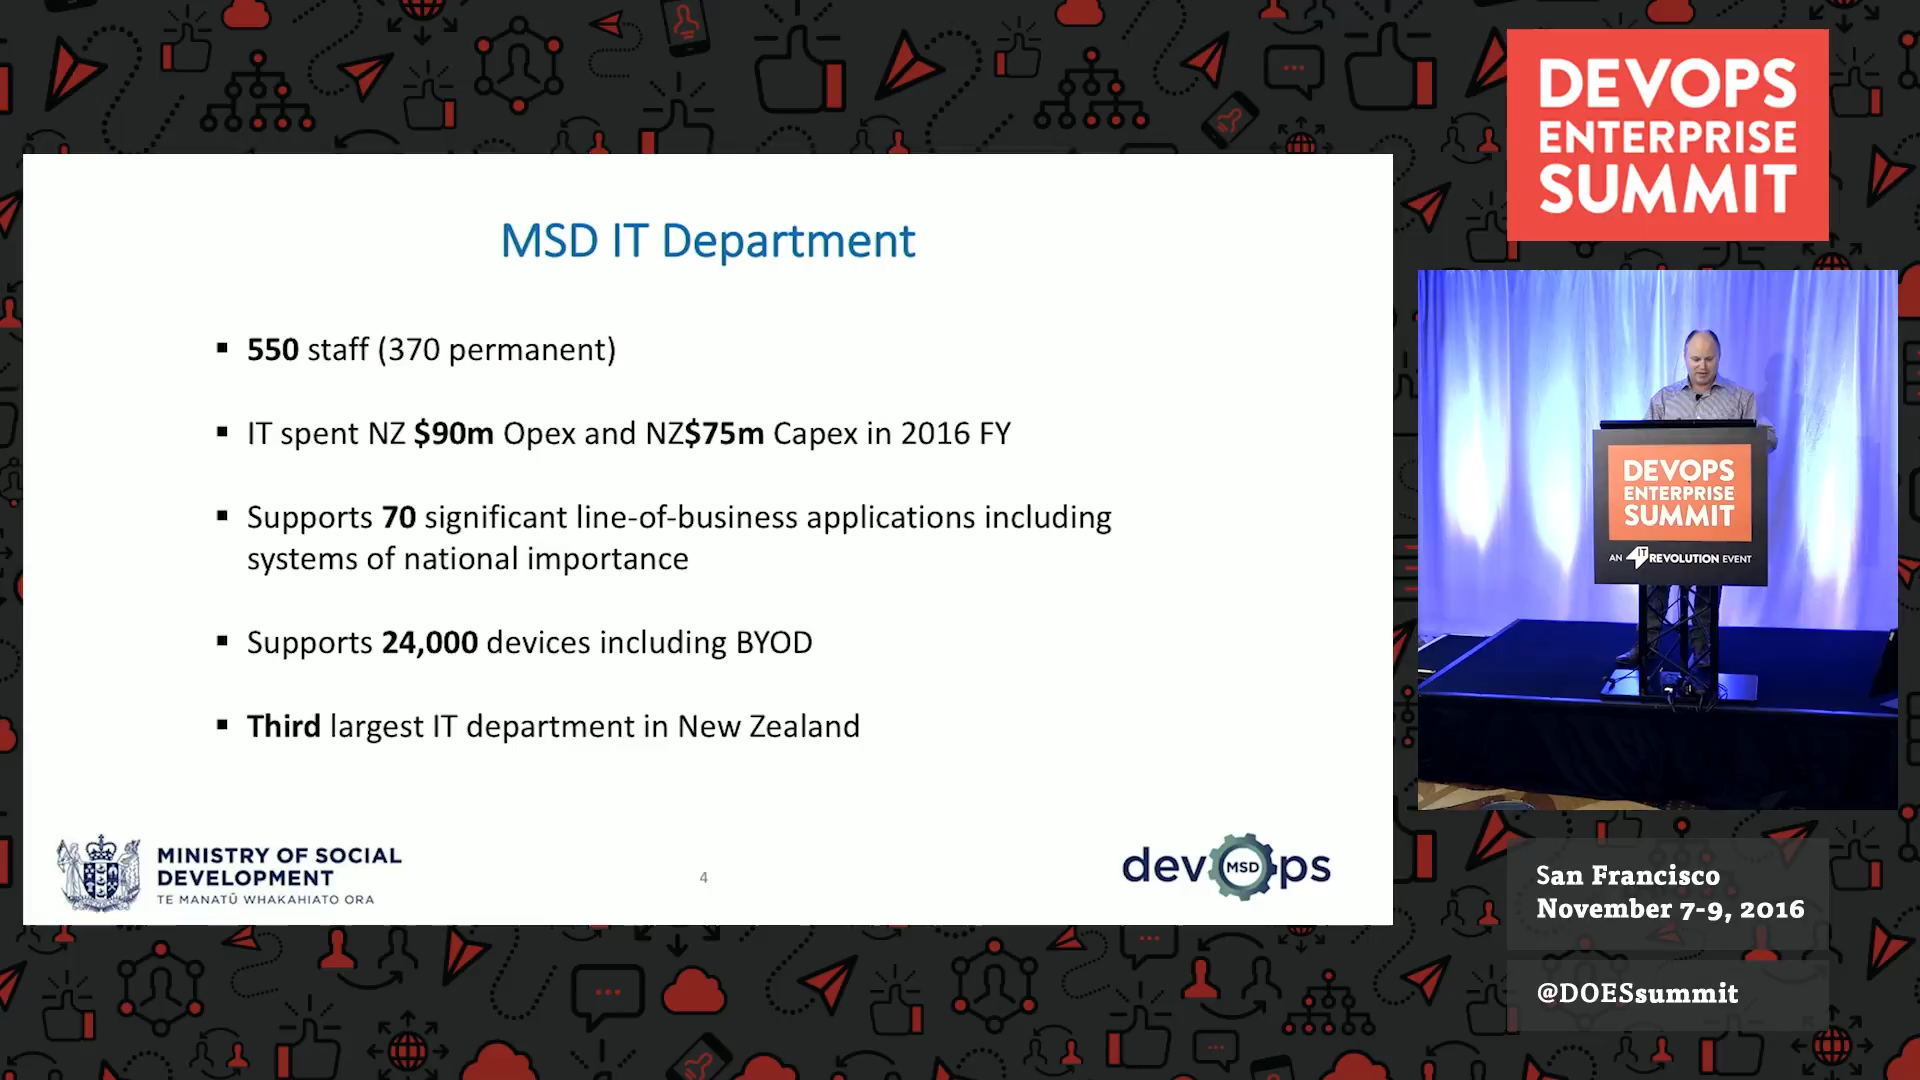 MSD IT Department
▪ 550 staff (370 permanent)
▪ IT spent NZ $90m Opex and NZ$75m Capex in 2016 FY
▪ Supports 70 significant line-of-business applications including
systems of national importance
▪ Supports 24,000 devices including BYOD
▪ Third largest IT department in New Zealand
MINISTRY OF SOCIAL
DEVELOPMENT
TE MANATŪ WHAKAHIATO ORA
4
devops
MSD
DEVOPS
ENTERPRISE
SUMMIT
DEVOPS
ENTERPRISE
SUMMIT
AN IT REVOLUTION EVENT
San Francisco
November 7-9, 2016
@DOESsummit